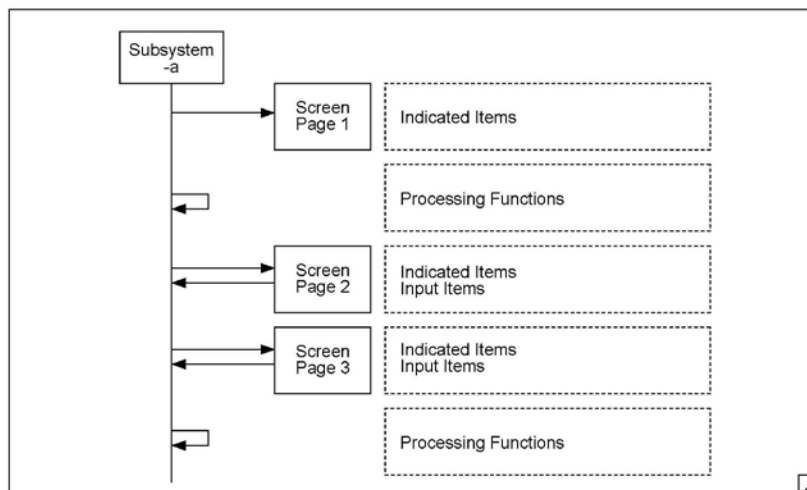 Subsystem
-a
Screen
Page 1
Indicated Items
Processing Functions
Screen
Page 2
Indicated Items
Input Items
Screen
Page 3
Indicated Items
Input Items
Processing Functions